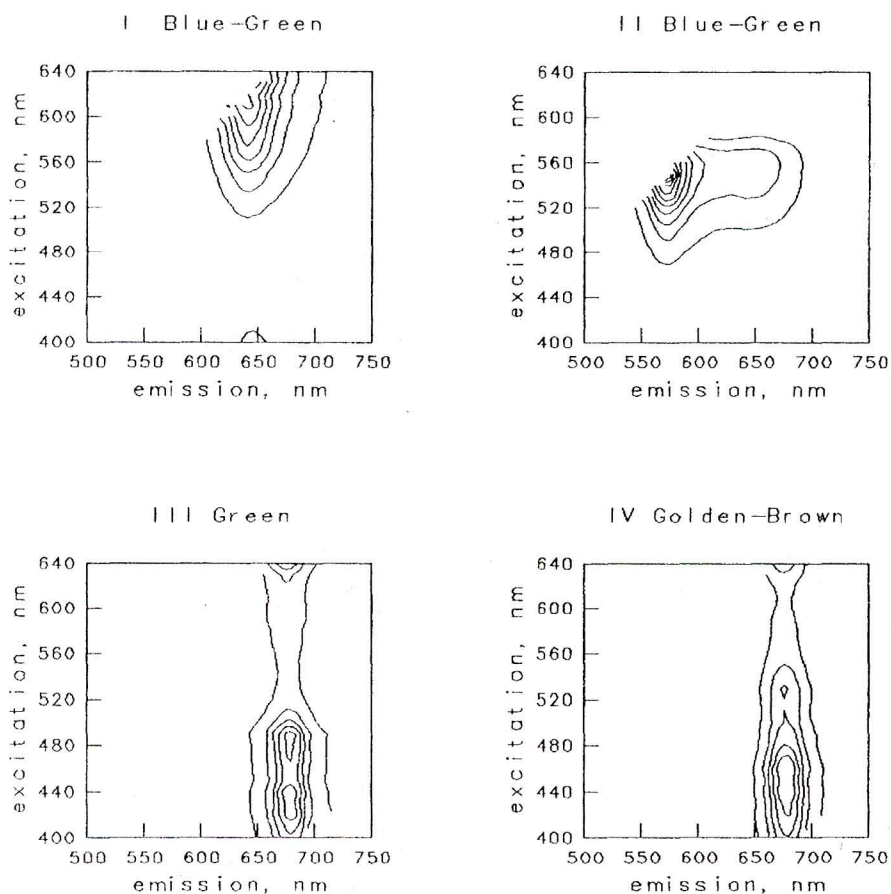 I Blue-Green
640
600
560
520
480
440
400
excitation, nm
500 550 600 650 700 750
emission, nm
II Blue-Green
640
600
560
520
480
440
400
excitation, nm
500 550 600 650 700 750
emission, nm
III Green
640
600
560
520
480
440
400
excitation, nm
500 550 600 650 700 750
emission, nm
IV Golden-Brown
640
600
560
520
480
440
400
excitation, nm
500 550 600 650 700 750
emission, nm